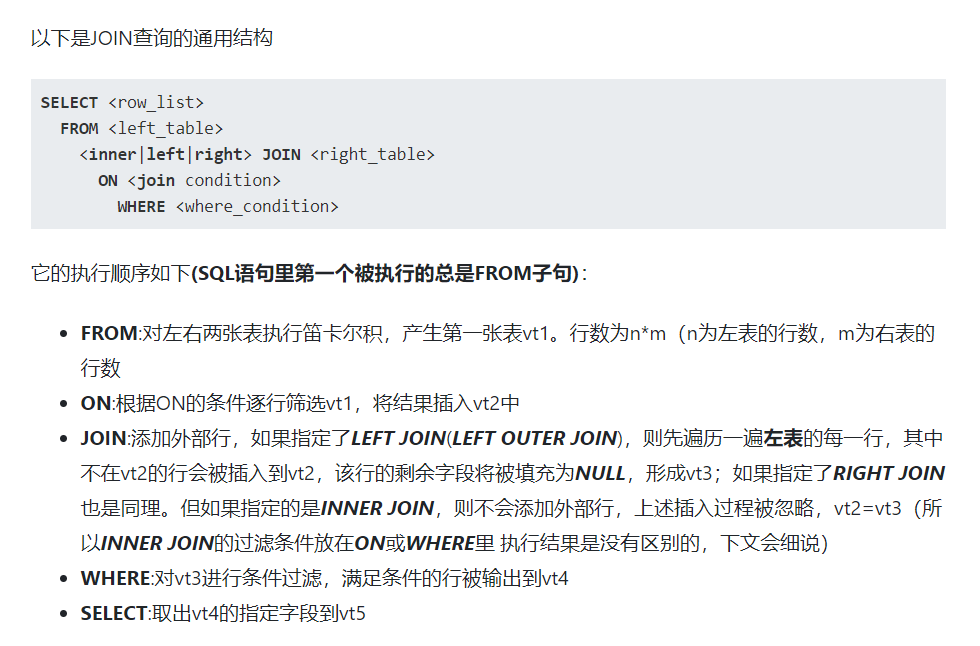 以下是JOIN查询的通用结构
SELECT <row_list>
FROM <left_table>
<inner|left|right> JOIN <right_table>
ON <join condition>
WHERE <where_condition>
它的执行顺序如下(SQL语句里第一个被执行的总是FROM子句)：
• FROM:对左右两张表执行笛卡尔积，产生第一张表vt1。行数为n*m（n为左表的行数，m为右表的
行数
• ON:根据ON的条件逐行筛选vt1，将结果插入vt2中
• JOIN:添加外部行，如果指定了LEFT JOIN(LEFT OUTER JOIN)，则先遍历一遍左表的每一行，其中
不在vt2的行会被插入到vt2，该行的剩余字段将被填充为NULL，形成vt3；如果指定了RIGHT JOIN
也是同理。但如果指定的是INNER JOIN，则不会添加外部行，上述插入过程被忽略，vt2=vt3（所
以INNER JOIN的过滤条件放在ON或WHERE里 执行结果是没有区别的，下文会细说）
• WHERE:对vt3进行条件过滤，满足条件的行被输出到vt4
• SELECT:取出vt4的指定字段到vt5